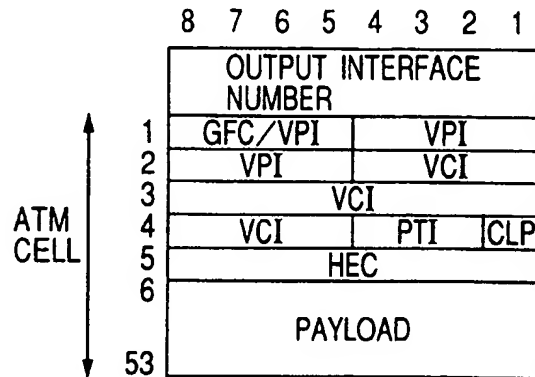 8 7 6 5 4 3 2 1
OUTPUT INTERFACE
NUMBER
1 GFC/VPI VPI
2 VPI VCI
3 VCI
4 VCI PTI CLP
5 HEC
6
PAYLOAD
53
ATM
CELL